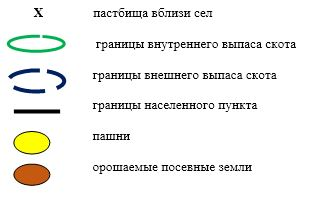 X пастбища вблизи сел
границы внутреннего выпаса скота
границы внешнего выпаса скота
границы населенного пункта
пашни
орошаемые посевные земли